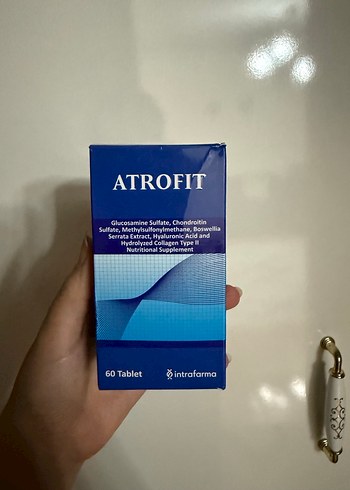 ATROFIT
Glucosamine Sulfate, Chondroitin
Sulfate, Methylsulfonylmethane, Boswellia
Serrata Extract, Hyaluronic Acid and
Hydrolyzed Collagen Type II
Nutritional Supplement
60 Tablet
intrafarma